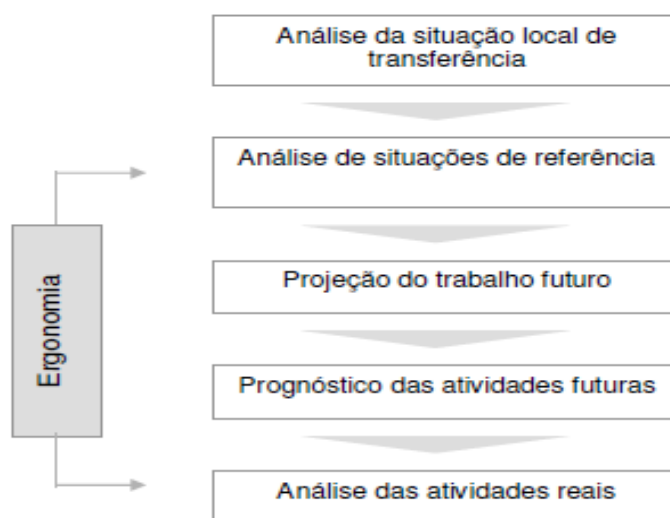 Análise da situação local de
transferência
Análise de situações de referência
Projeção do trabalho futuro
Ergonomia
Prognóstico das atividades futuras
Análise das atividades reais